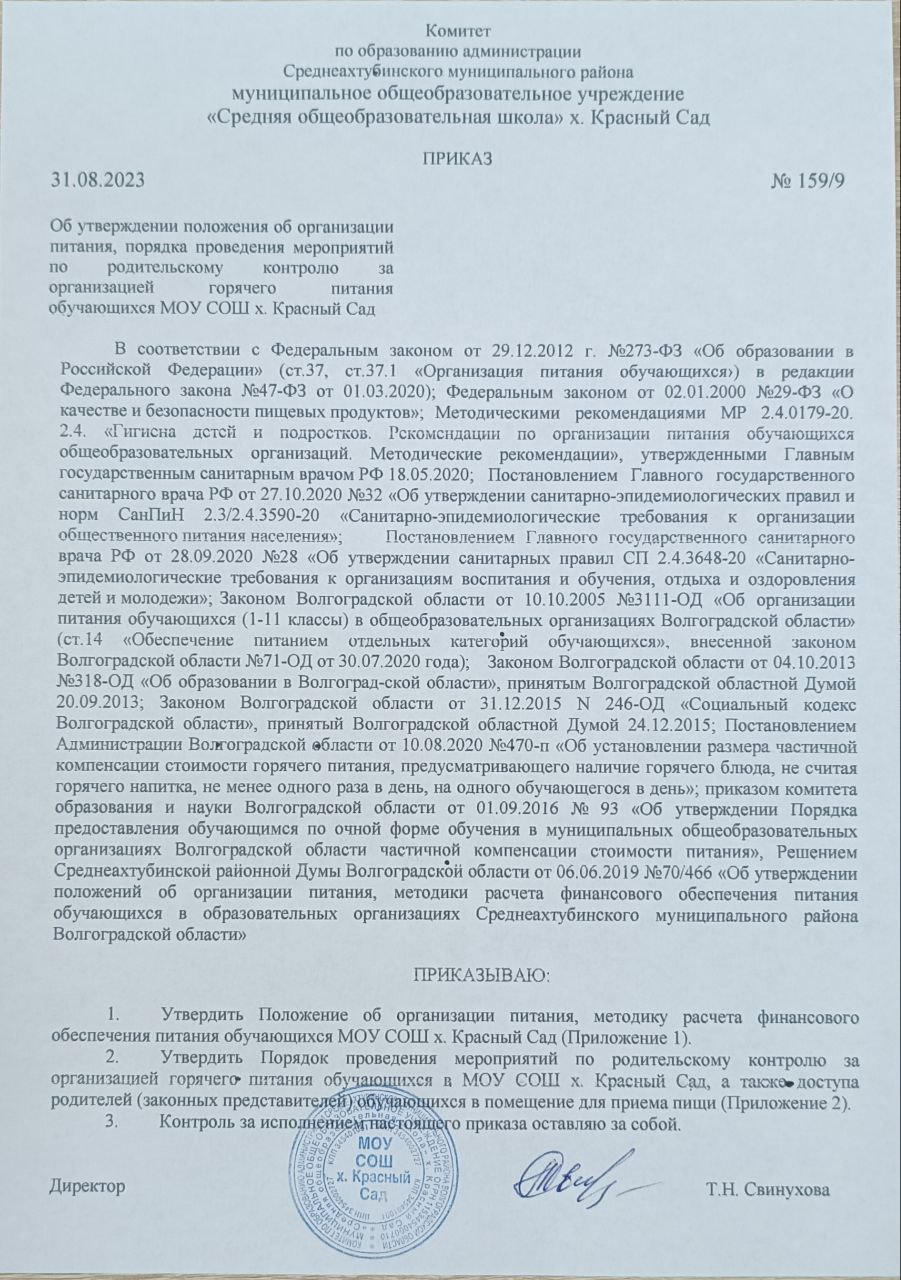 Комитет
по образованию администрации
Среднеахтубинского муниципального района
муниципальное общеобразовательное учреждение
«Средняя общеобразовательная школа» х. Красный Сад
ПРИКАЗ
31.08.2023 № 159/9
Об утверждении положения об организации
питания, порядка проведения мероприятий
по родительскому контролю за
организацией горячего питания
обучающихся МОУ СОШ х. Красный Сад
В соответствии с Федеральным законом от 29.12.2012 г. №273-ФЗ «Об образовании в
Российской Федерации» (ст.37, ст.37.1 «Организация питания обучающихся») в редакции
Федерального закона №47-ФЗ от 01.03.2020); Федеральным законом от 02.01.2000 №29-ФЗ «О
качестве и безопасности пищевых продуктов»; Методическими рекомендациями МР 2.4.0179-20.
2.4. «Гигиена детей и подростков. Рекомендации по организации питания обучающихся
общеобразовательных организаций. Методические рекомендации», утвержденными Главным
государственным санитарным врачом РФ 18.05.2020; Постановлением Главного государственного
санитарного врача РФ от 27.10.2020 №32 «Об утверждении санитарно-эпидемиологических правил и
норм СанПиН 2.3/2.4.3590-20 «Санитарно-эпидемиологические требования к организации
общественного питания населения»; Постановлением Главного государственного санитарного
врача РФ от 28.09.2020 №28 «Об утверждении санитарных правил СП 2.4.3648-20 «Санитарно-
эпидемиологические требования к организациям воспитания и обучения, отдыха и оздоровления
детей и молодежи»; Законом Волгоградской области от 10.10.2005 №3111-ОД «Об организации
питания обучающихся (1-11 классы) в общеобразовательных организациях Волгоградской области»
(ст.14 «Обеспечение питанием отдельных категорий обучающихся», внесенной законом
Волгоградской области №71-ОД от 30.07.2020 года); Законом Волгоградской области от 04.10.2013
№318-ОД «Об образовании в Волгоград-ской области», принятым Волгоградской областной Думой
20.09.2013; Законом Волгоградской области от 31.12.2015 N 246-ОД «Социальный кодекс
Волгоградской области», принятый Волгоградской областной Думой 24.12.2015; Постановлением
Администрации Волгоградской области от 10.08.2020 №470-п «Об установлении размера частичной
компенсации стоимости горячего питания, предусматривающего наличие горячего блюда, не считая
горячего напитка, не менее одного раза в день, на одного обучающегося в день»; приказом комитета
образования и науки Волгоградской области от 01.09.2016 № 93 «Об утверждении Порядка
предоставления обучающимся по очной форме обучения в муниципальных общеобразовательных
организациях Волгоградской области частичной компенсации стоимости питания», Решением
Среднеахтубинской районной Думы Волгоградской области от 06.06.2019 №70/466 «Об утверждении
положений об организации питания, методики расчета финансового обеспечения питания
обучающихся в образовательных организациях Среднеахтубинского муниципального района
Волгоградской области»
ПРИКАЗЫВАЮ:
1. Утвердить Положение об организации питания, методику расчета финансового
обеспечения питания обучающихся МОУ СОШ х. Красный Сад (Приложение 1).
2. Утвердить Порядок проведения мероприятий по родительскому контролю за
организацией горячего питания обучающихся в МОУ СОШ х. Красный Сад, а также доступа
родителей (законных представителей) обучающихся в помещение для приема пищи (Приложение 2).
3. Контроль за исполнением настоящего приказа оставляю за собой.
МОУ
СОШ
х. Красный
Сад
Директор Т.Н. Свинухова